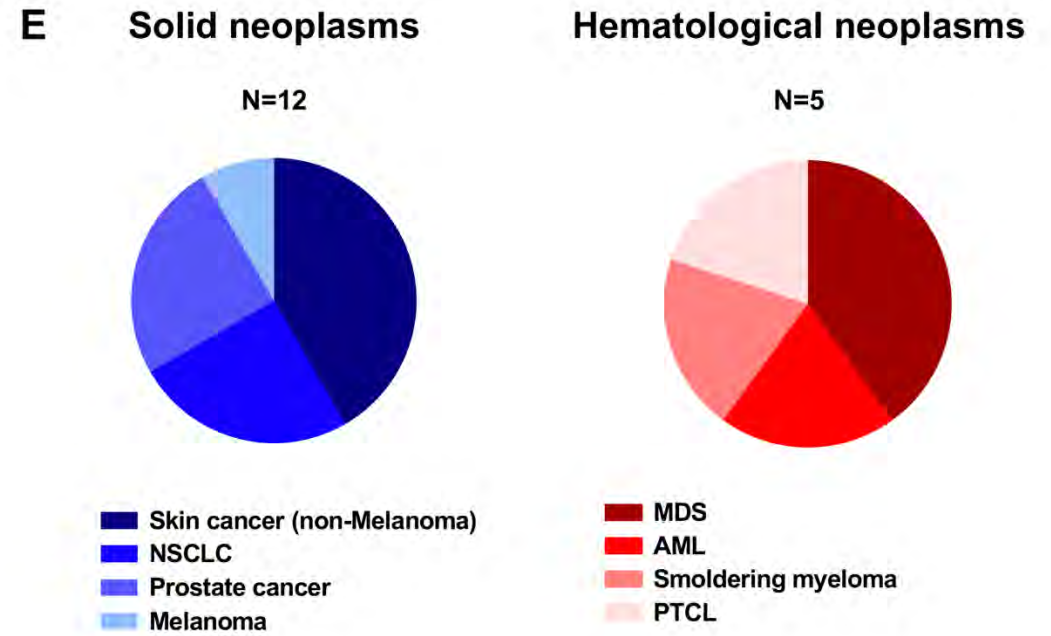 E
Solid neoplasms
N=12
Skin cancer (non-Melanoma)
NSCLC
Prostate cancer
Melanoma
Hematological neoplasms
N=5
MDS
AML
Smoldering myeloma
PTCL